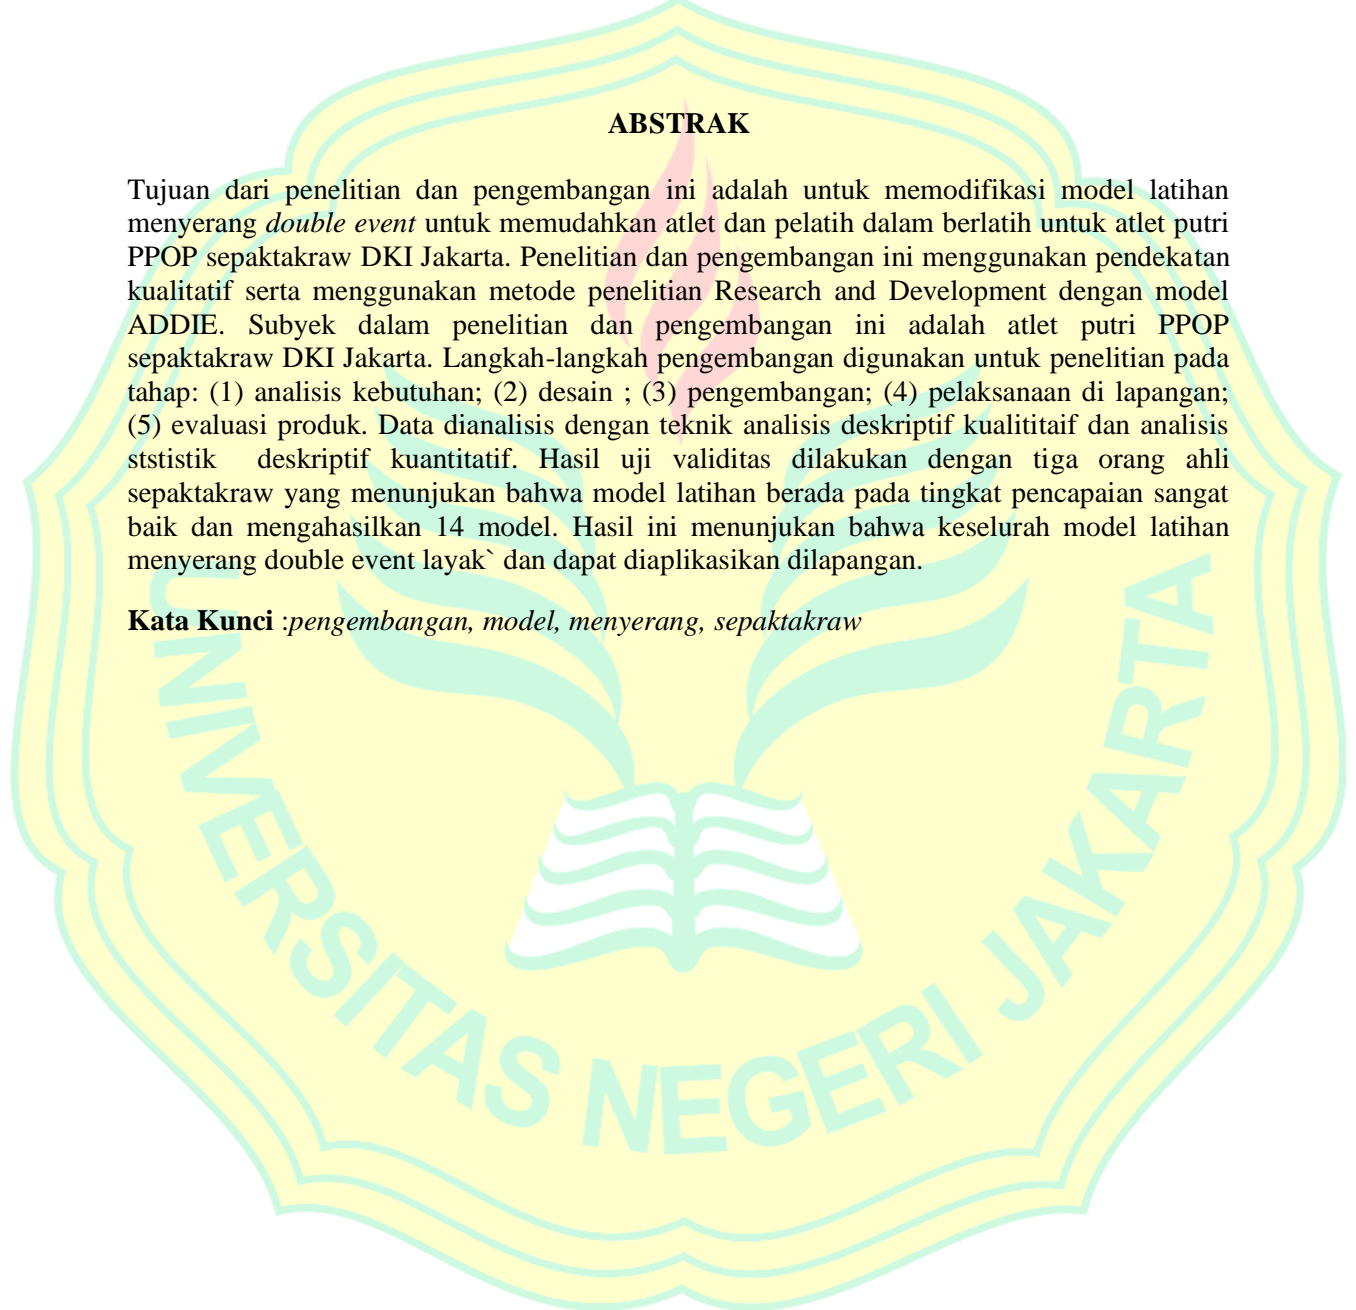 ABSTRAK
Tujuan dari penelitian dan pengembangan ini adalah untuk memodifikasi model latihan
menyerang double event untuk memudahkan atlet dan pelatih dalam berlatih untuk atlet putri
PPOP sepaktakraw DKI Jakarta. Penelitian dan pengembangan ini menggunakan pendekatan
kualitatif serta menggunakan metode penelitian Research and Development dengan model
ADDIE. Subyek dalam penelitian dan pengembangan ini adalah atlet putri PPOP
sepaktakraw DKI Jakarta. Langkah-langkah pengembangan digunakan untuk penelitian pada
tahap: (1) analisis kebutuhan; (2) desain ; (3) pengembangan; (4) pelaksanaan di lapangan;
(5) evaluasi produk. Data dianalisis dengan teknik analisis deskriptif kualititaif dan analisis
ststistik deskriptif kuantitatif. Hasil uji validitas dilakukan dengan tiga orang ahli
sepaktakraw yang menunjukan bahwa model latihan berada pada tingkat pencapaian sangat
baik dan mengahasilkan 14 model. Hasil ini menunjukan bahwa keselurah model latihan
menyerang double event layak` dan dapat diaplikasikan dilapangan.
Kata Kunci :pengembangan, model, menyerang, sepaktakraw
UNIVERSITAS NEGERI JAKARTA